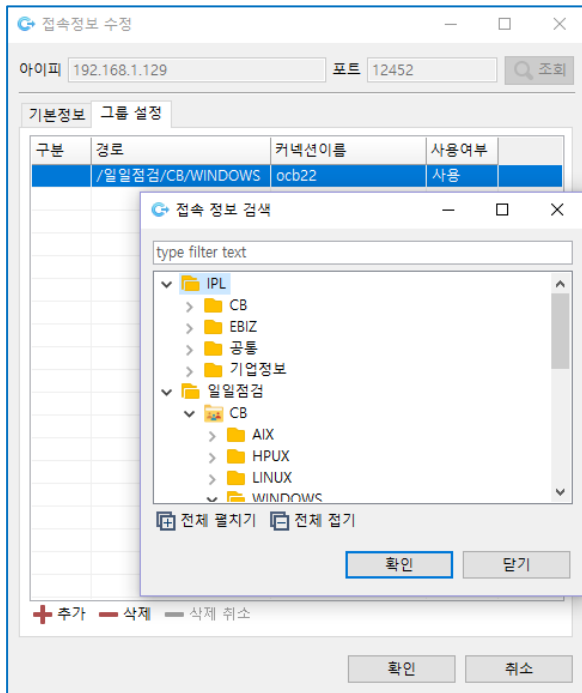 접속정보 수정
아이피 192.168.1.129 포트 12452 조회
기본정보 그룹 설정
구분 경로 커넥션이름 사용여부
/일일점검/CB/WINDOWS ocb22 사용
접속 정보 검색
type filter text
IPL
CB
EBIZ
공통
기업정보
일일점검
CB
AIX
HPUX
LINUX
WINDOWS
전체 펼치기 전체 접기
확인 닫기
추가 삭제 삭제 취소
확인 취소